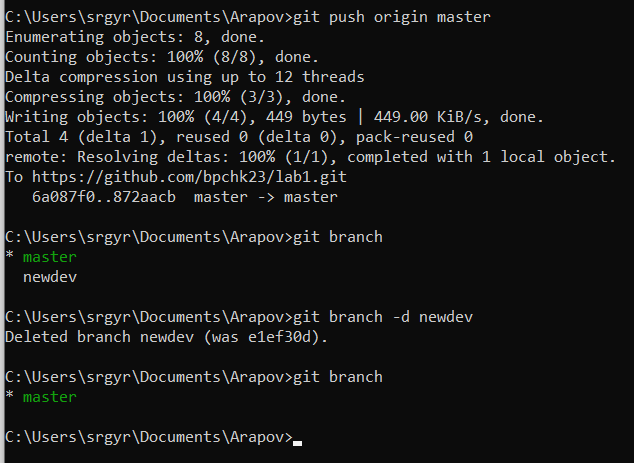 C:\Users\srgyr\Documents\Arapov>git push origin master
Enumerating objects: 8, done.
Counting objects: 100% (8/8), done.
Delta compression using up to 12 threads
Compressing objects: 100% (3/3), done.
Writing objects: 100% (4/4), 449 bytes | 449.00 KiB/s, done.
Total 4 (delta 1), reused 0 (delta 0), pack-reused 0
remote: Resolving deltas: 100% (1/1), completed with 1 local object.
To https://github.com/bpchk23/lab1.git
   6a087f0..872aacb  master -> master
C:\Users\srgyr\Documents\Arapov>git branch
* master
  newdev
C:\Users\srgyr\Documents\Arapov>git branch -d newdev
Deleted branch newdev (was e1ef30d).
C:\Users\srgyr\Documents\Arapov>git branch
* master
C:\Users\srgyr\Documents\Arapov>